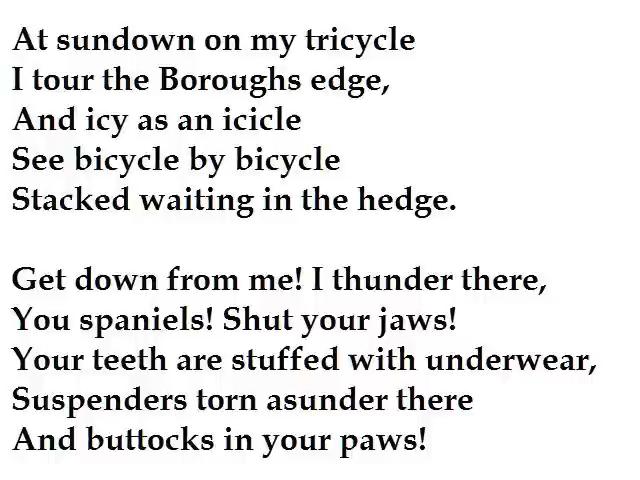 At sundown on my tricycle
I tour the Boroughs edge,
And icy as an icicle
See bicycle by bicycle
Stacked waiting in the hedge.

Get down from me! I thunder there,
You spaniels! Shut your jaws!
Your teeth are stuffed with underwear,
Suspenders torn asunder there
And buttocks in your paws!